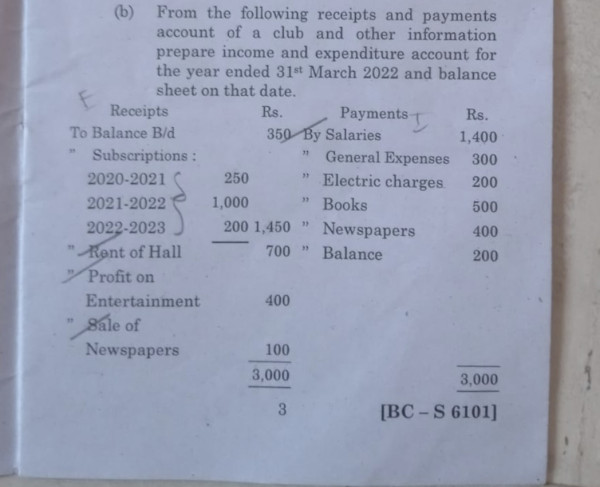 (b) From the following receipts and payments
account of a club and other information
prepare income and expenditure account for
the year ended 31st March 2022 and balance
sheet on that date.
E
Receipts Rs. Payments I Rs.
To Balance B/d 350 By Salaries 1,400
" Subscriptions : " General Expenses 300
2020-2021 250 " Electric charges 200
2021-2022 1,000 " Books 500
2022-2023 200 1,450 " Newspapers 400
" Rent of Hall 700 " Balance 200
" Profit on
Entertainment 400
" Sale of
Newspapers 100
3,000 3,000
3 [BC – S 6101]